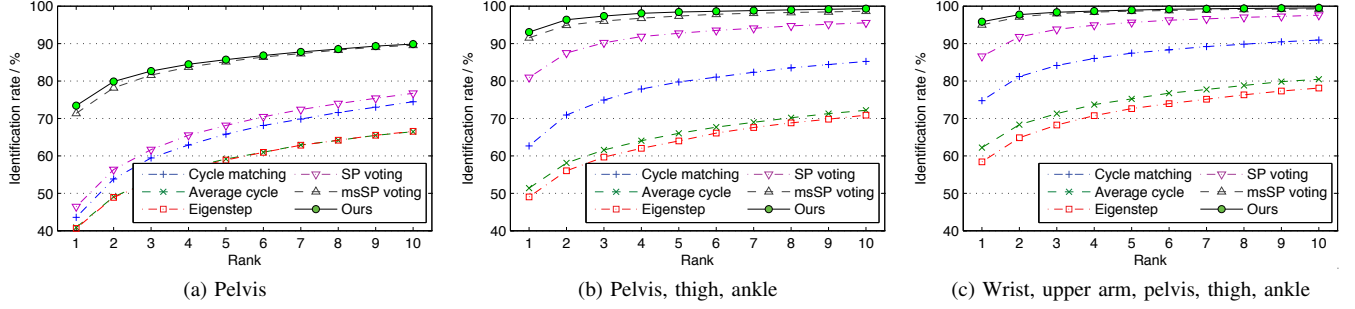 100
90
80
70
60
50
40
Identification rate / %
1 2 3 4 5 6 7 8 9 10
Rank
Cycle matching
Average cycle
Eigenstep
SP voting
msSP voting
Ours
(a) Pelvis
100
90
80
70
60
50
40
Identification rate / %
1 2 3 4 5 6 7 8 9 10
Rank
Cycle matching
Average cycle
Eigenstep
SP voting
msSP voting
Ours
(b) Pelvis, thigh, ankle
100
90
80
70
60
50
40
Identification rate / %
1 2 3 4 5 6 7 8 9 10
Rank
Cycle matching
Average cycle
Eigenstep
SP voting
msSP voting
Ours
(c) Wrist, upper arm, pelvis, thigh, ankle